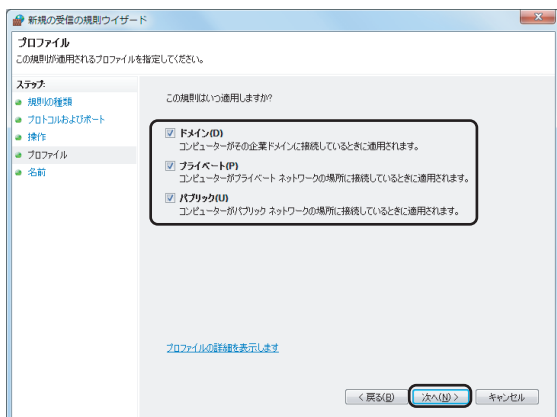 新規の受信の規則ウィザード
プロファイル
この規則が適用されるプロファイルを指定してください。
ステップ:
規則の種類
プロトコルおよびポート
操作
プロファイル
名前
この規則はいつ適用しますか?
ドメイン(D)
コンピューターがその企業ドメインに接続しているときに適用されます。
プライベート(P)
コンピューターがプライベート ネットワークの場所に接続しているときに適用されます。
パブリック(U)
コンピューターがパブリック ネットワークの場所に接続しているときに適用されます。
プロファイルの詳細を表示します
< 戻る(B) 次へ(N) > キャンセル